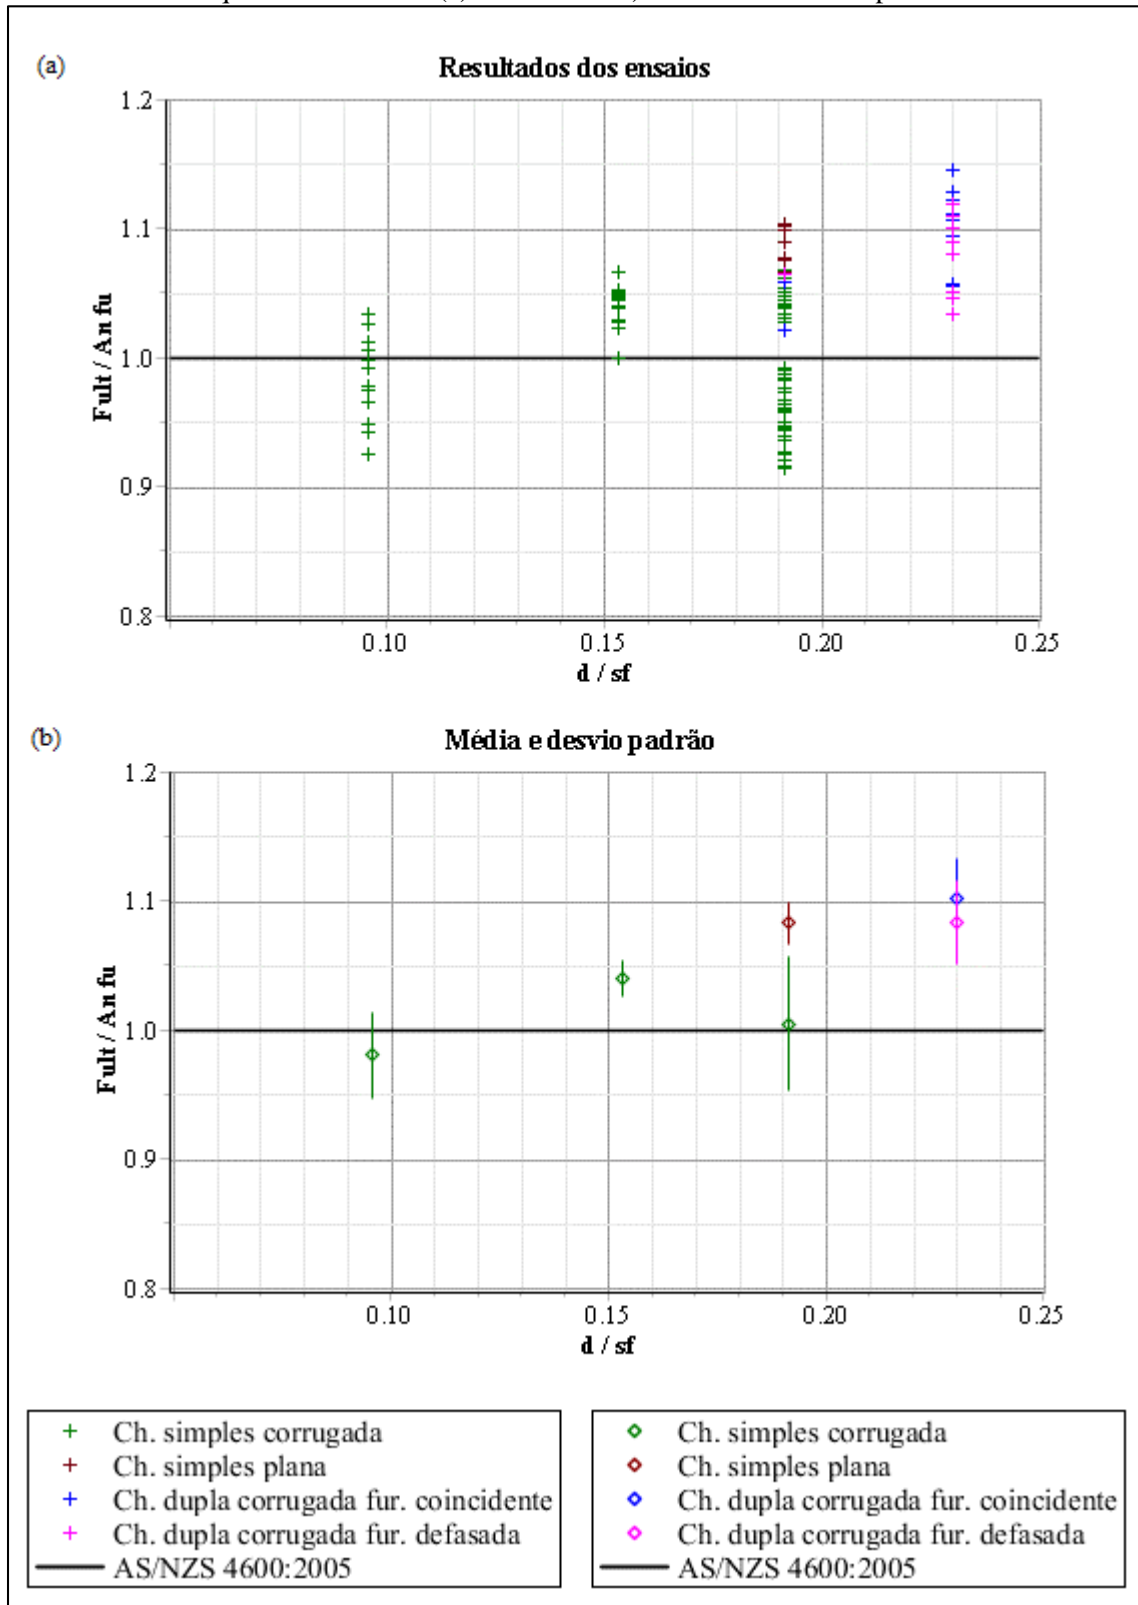 (a)
Resultados dos ensaios
1.2
1.1
1.0
0.9
0.8
Fult / An fu
0.10 0.15 0.20 0.25
d / sf
(b)
Média e desvio padrão
1.2
1.1
1.0
0.9
0.8
Fult / An fu
0.10 0.15 0.20 0.25
d / sf
Ch. simples corrugada
Ch. simples plana
Ch. dupla corrugada fur. coincidente
Ch. dupla corrugada fur. defasada
AS/NZS 4600:2005
Ch. simples corrugada
Ch. simples plana
Ch. dupla corrugada fur. coincidente
Ch. dupla corrugada fur. defasada
AS/NZS 4600:2005